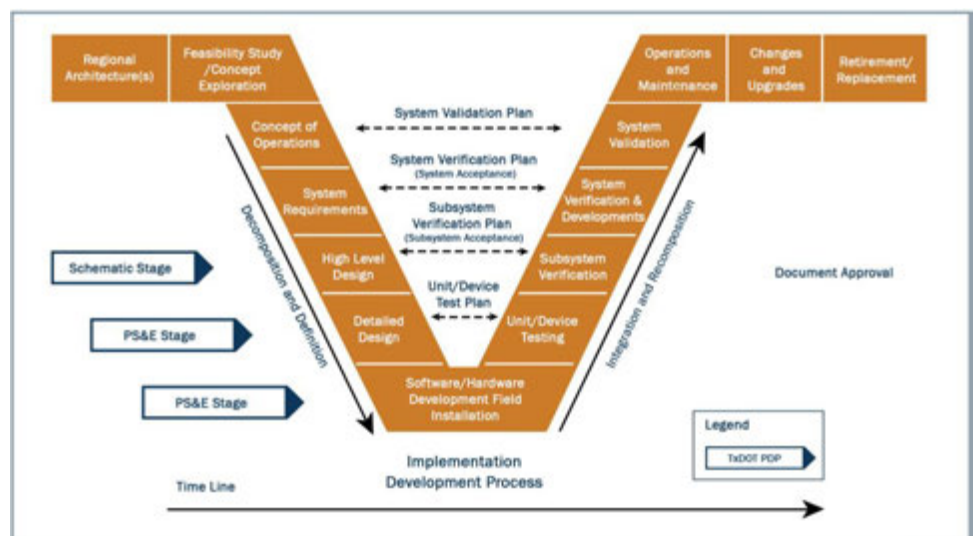 Regional
Architecture(s)
Feasibility Study
/Concept
Exploration
Operations
and
Maintenance
Changes
and
Upgrades
Retirement/
Replacement
Concept of
Operations
System Validation Plan
System
Validation
System
Requirements
System Verification Plan
(System Acceptance)
System
Verification &
Developments
High Level
Design
Subsystem
Verification Plan
(Subsystem Acceptance)
Subsystem
Verification
Detailed
Design
Unit/Device
Test Plan
Unit/Device
Testing
Software/Hardware
Development Field
Installation
Decomposition and Definition
Integration and Recomposition
Schematic Stage
PS&E Stage
PS&E Stage
Document Approval
Implementation
Development Process
Legend
TxDOT PDP
Time Line